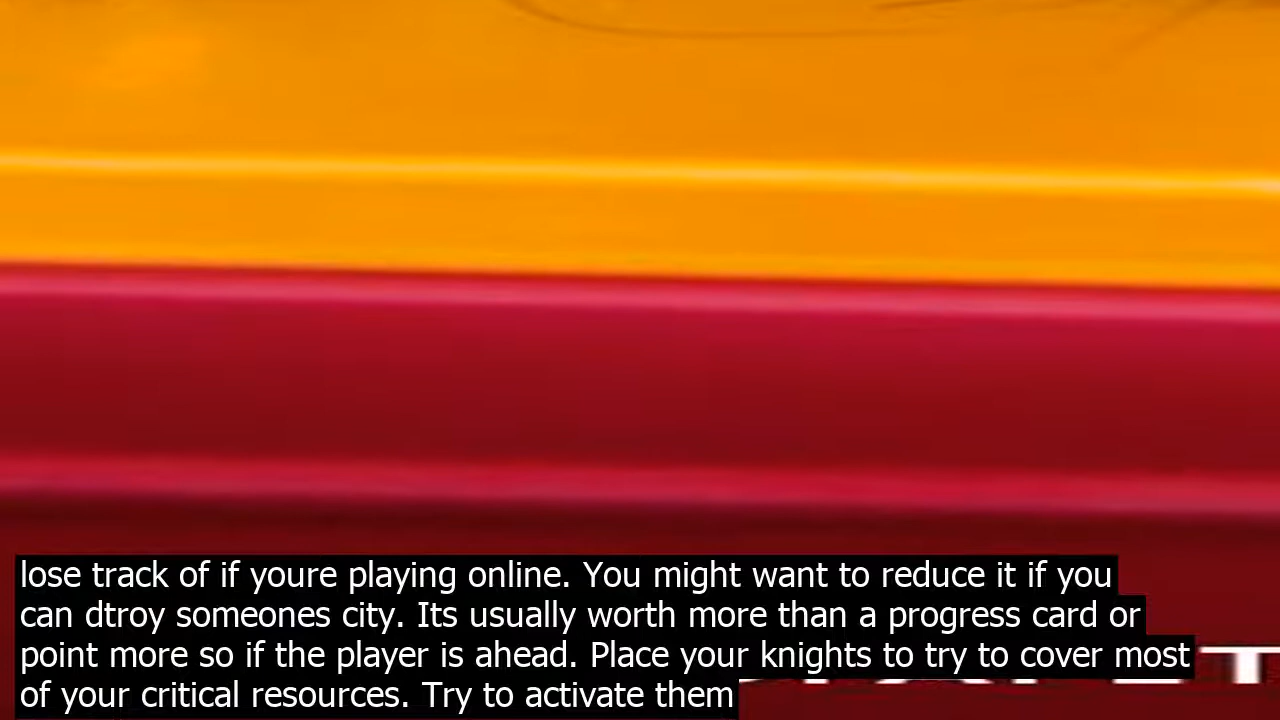 lose track of if youre playing online. You might want to reduce it if you
can dtroy someones city. Its usually worth more than a progress card or
point more so if the player is ahead. Place your knights to try to cover most
of your critical resources. Try to activate them